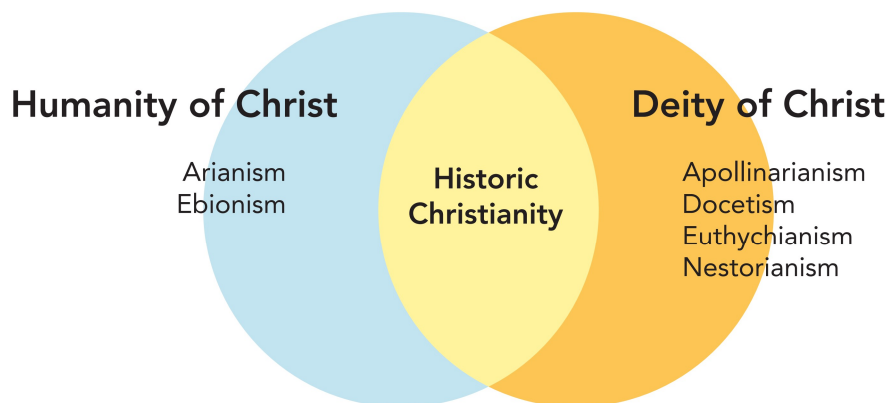 Humanity of Christ
Arianism
Ebionism
Historic
Christianity
Deity of Christ
Apollinarianism
Docetism
Euthychianism
Nestorianism